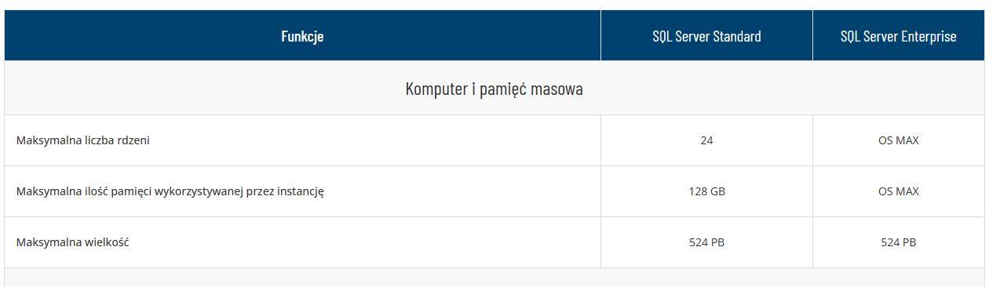 Funkcje SQL Server Standard SQL Server Enterprise
Komputer i pamięć masowa
Maksymalna liczba rdzeni 24 OS MAX
Maksymalna ilość pamięci wykorzystywanej przez instancję 128 GB OS MAX
Maksymalna wielkość 524 PB 524 PB